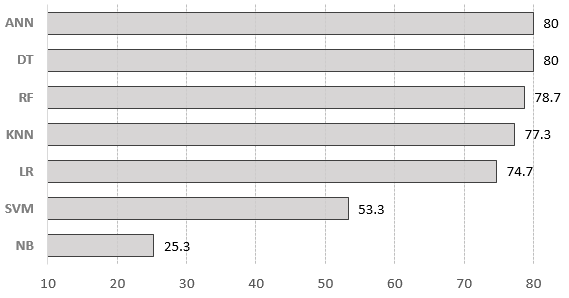 ANN 80
DT 80
RF 78.7
KNN 77.3
LR 74.7
SVM 53.3
NB 25.3
10 20 30 40 50 60 70 80